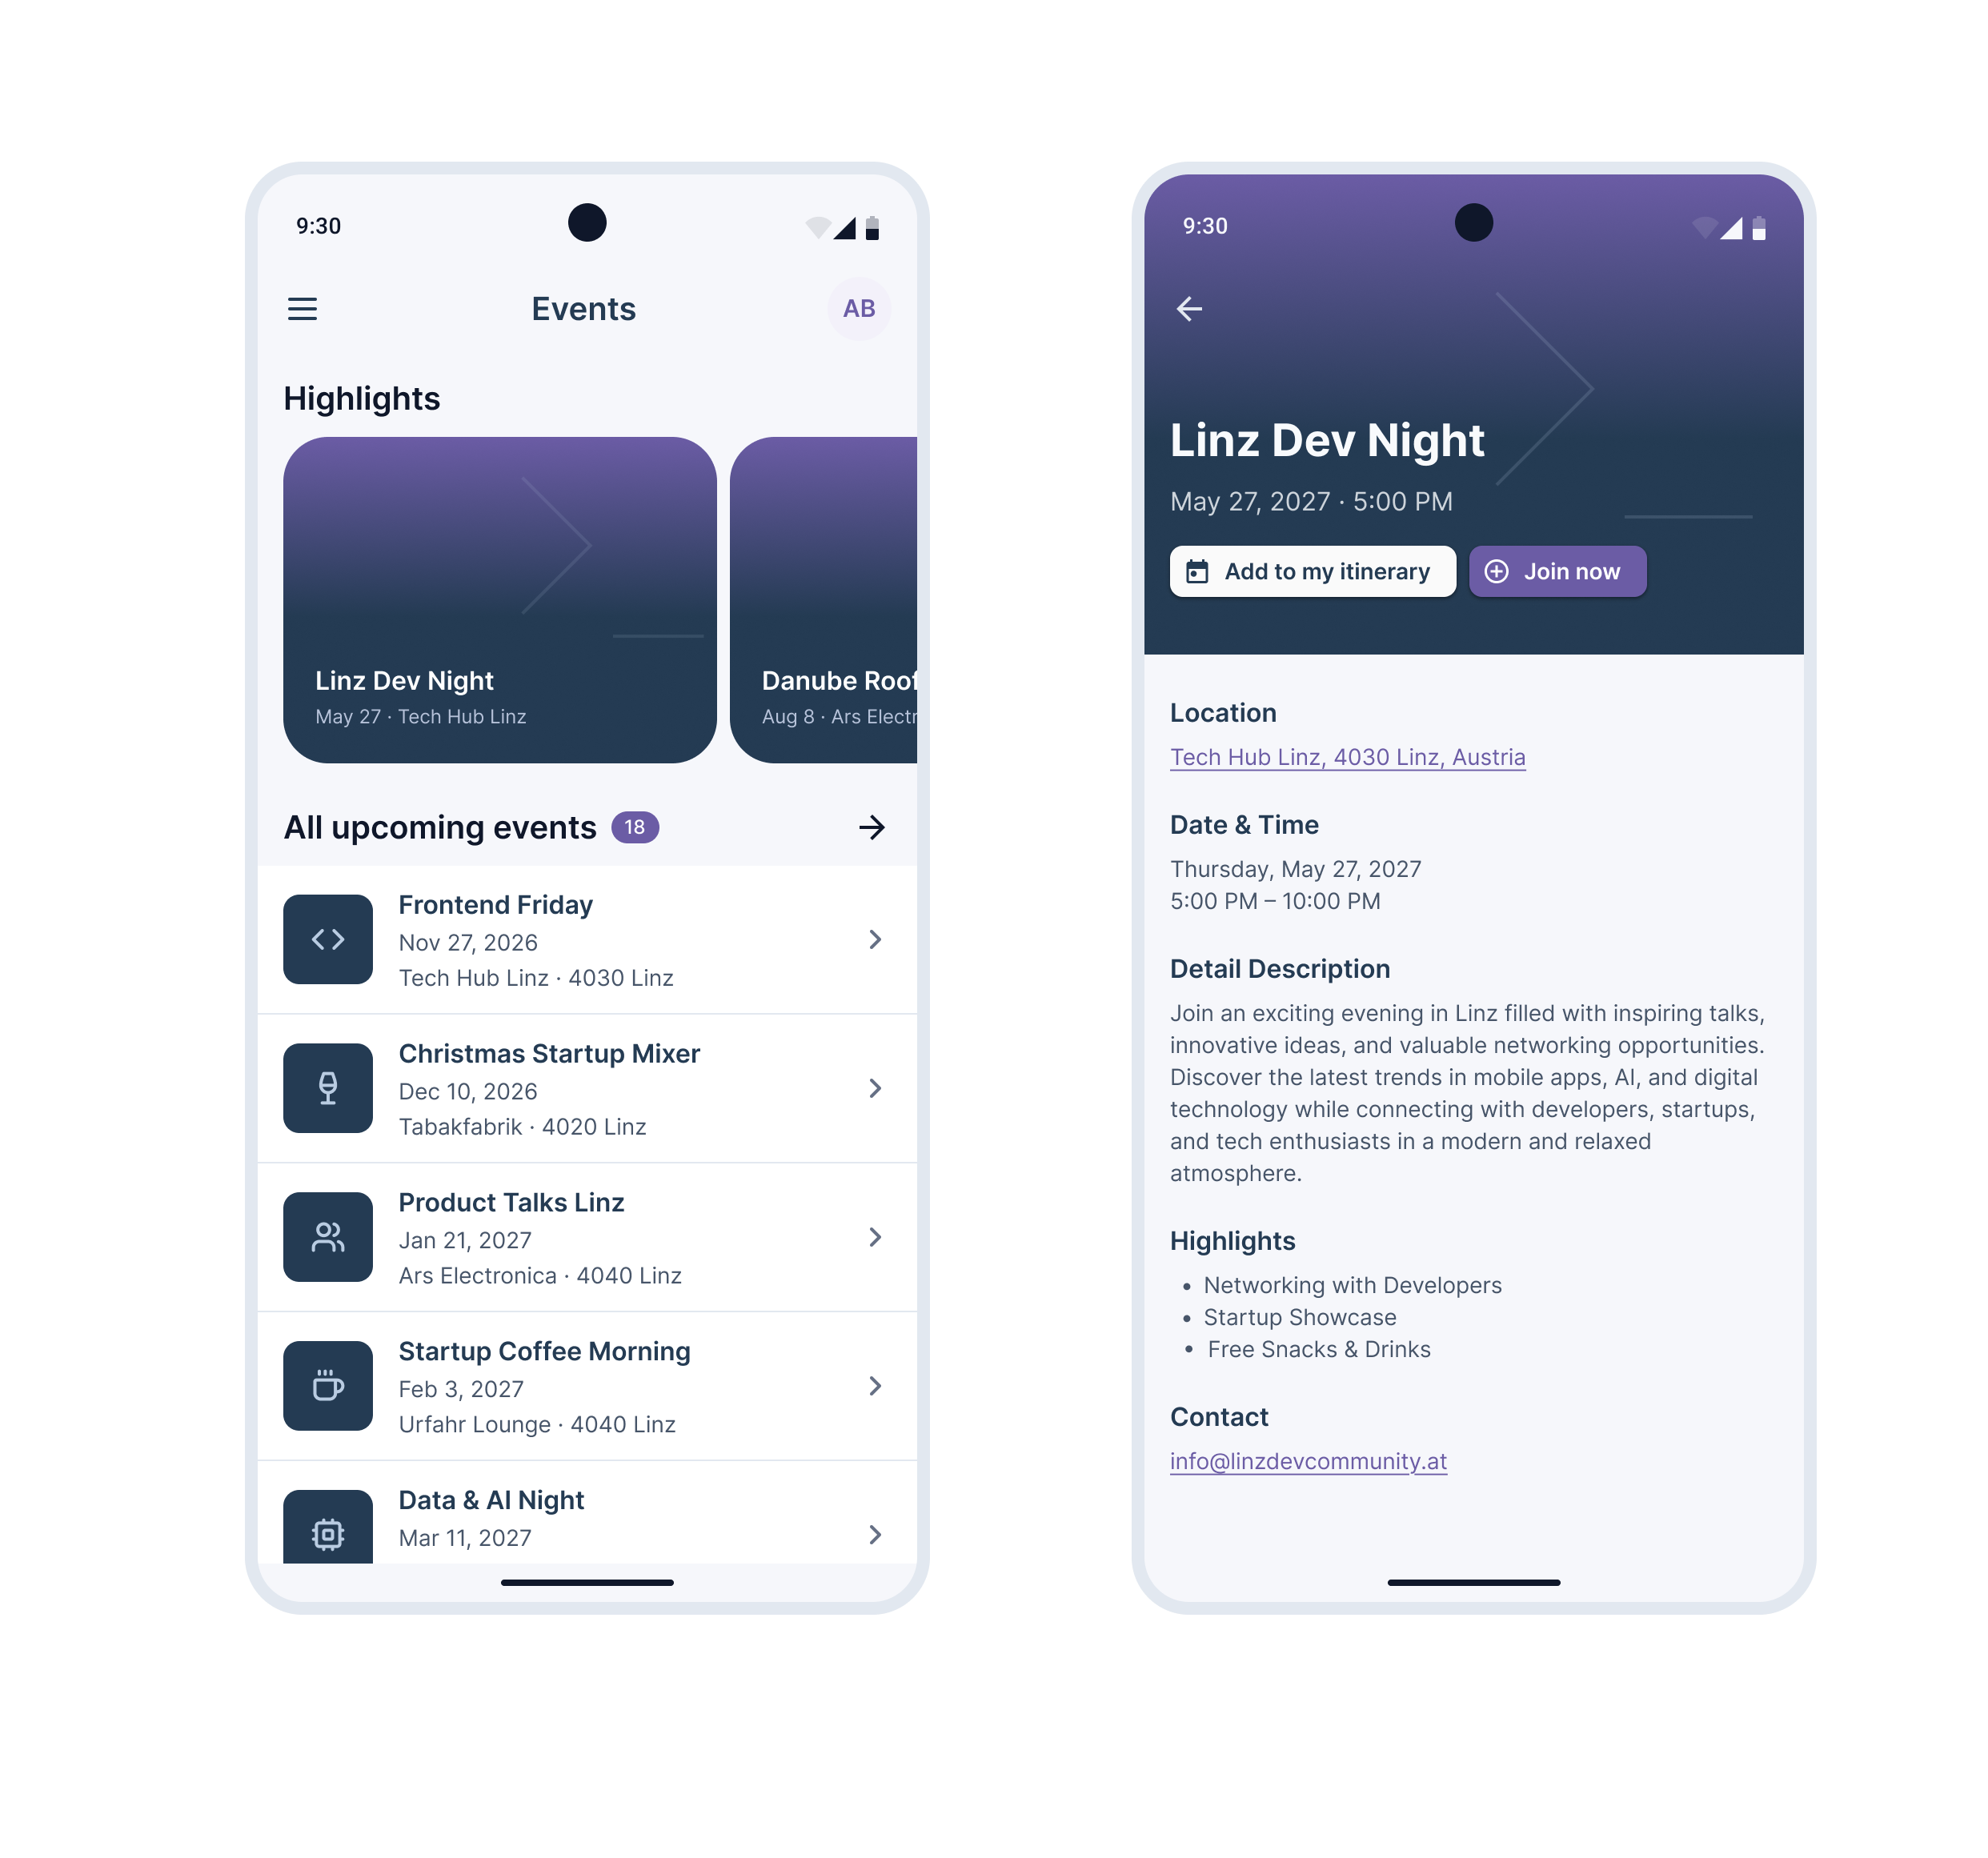 9:30
Events
AB
Highlights
Linz Dev Night
May 27 · Tech Hub Linz
Danube Roof
Aug 8 · Ars Electr
All upcoming events 18
Frontend Friday
Nov 27, 2026
Tech Hub Linz · 4030 Linz
Christmas Startup Mixer
Dec 10, 2026
Tabakfabrik · 4020 Linz
Product Talks Linz
Jan 21, 2027
Ars Electronica · 4040 Linz
Startup Coffee Morning
Feb 3, 2027
Urfahr Lounge · 4040 Linz
Data & AI Night
Mar 11, 2027
9:30
Linz Dev Night
May 27, 2027 · 5:00 PM
Add to my itinerary
Join now
Location
Tech Hub Linz, 4030 Linz, Austria
Date & Time
Thursday, May 27, 2027
5:00 PM – 10:00 PM
Detail Description
Join an exciting evening in Linz filled with inspiring talks,
innovative ideas, and valuable networking opportunities.
Discover the latest trends in mobile apps, AI, and digital
technology while connecting with developers, startups,
and tech enthusiasts in a modern and relaxed
atmosphere.
Highlights
• Networking with Developers
• Startup Showcase
• Free Snacks & Drinks
Contact
info@linzdevcommunity.at